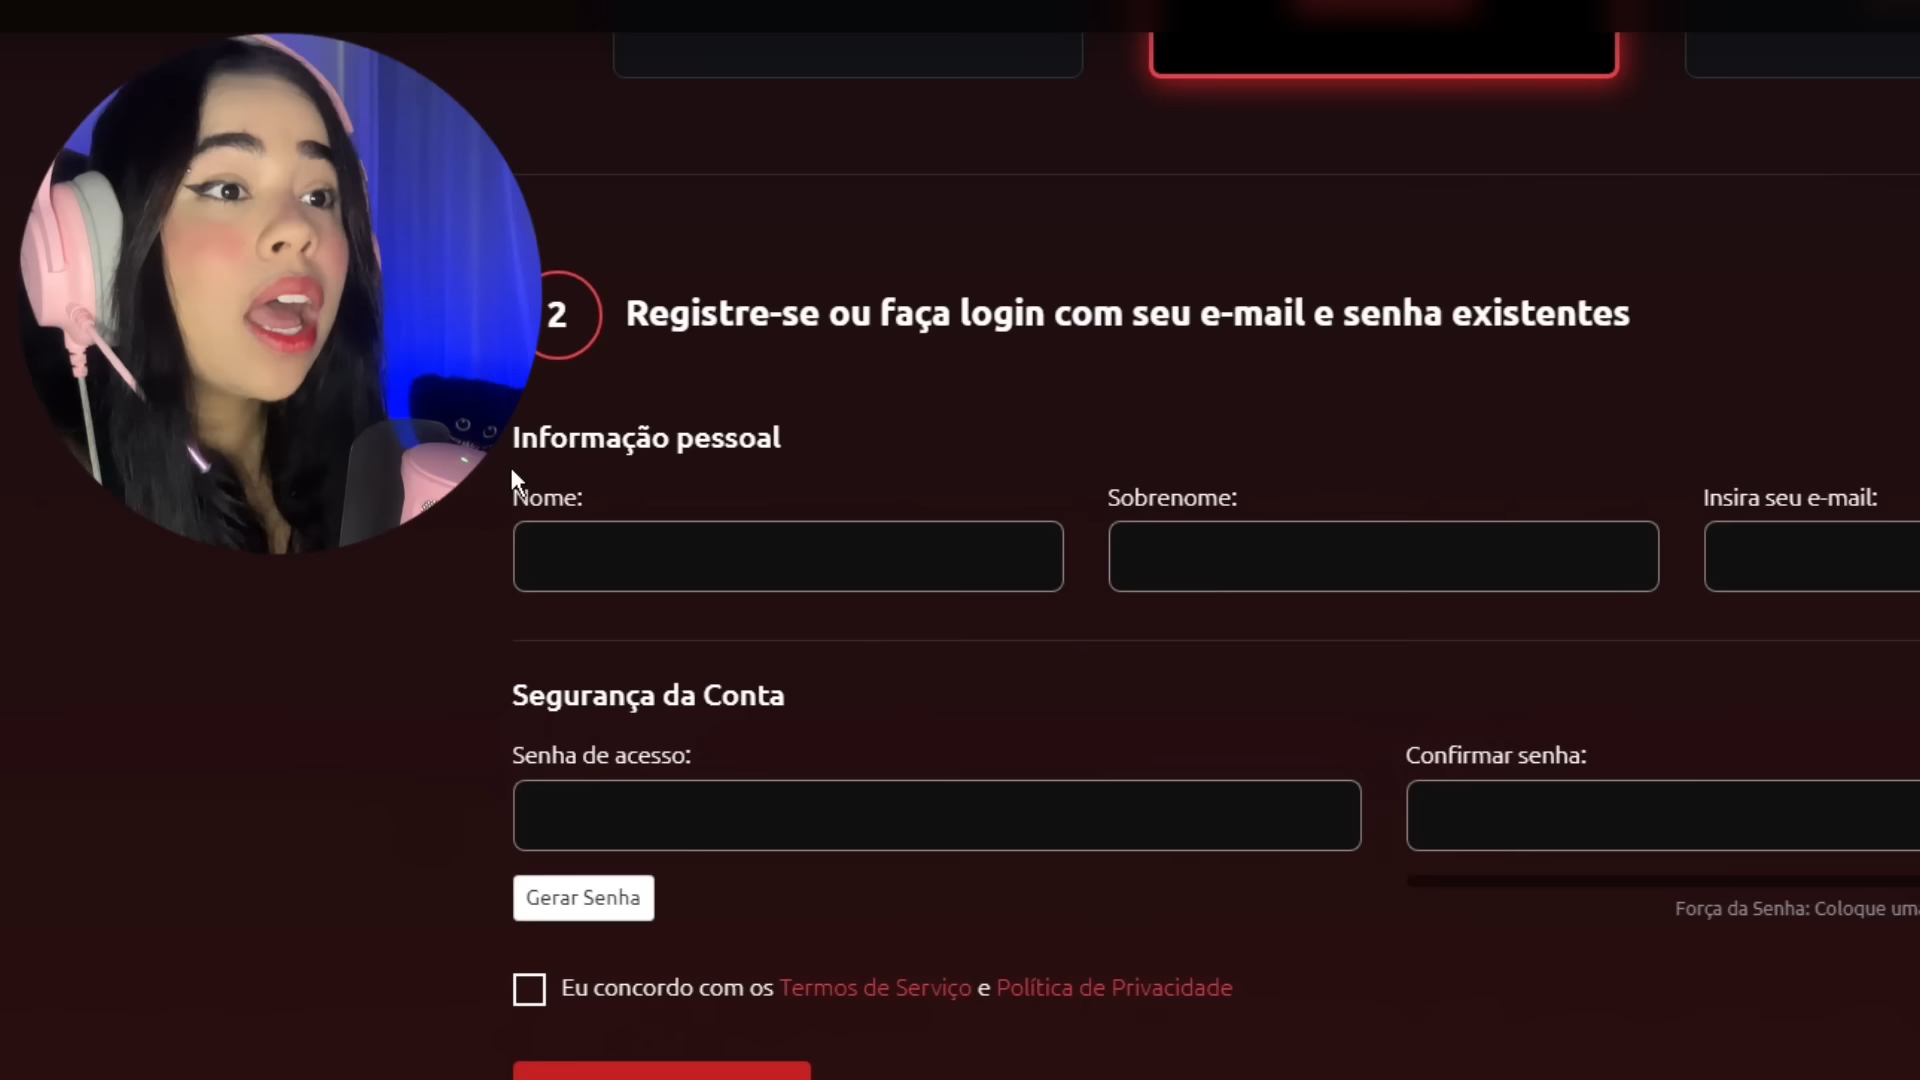 2
Registre-se ou faça login com seu e-mail e senha existentes
Informação pessoal
Nome:
Sobrenome:
Insira seu e-mail:
Segurança da Conta
Senha de acesso:
Confirmar senha:
Gerar Senha
Força da Senha: Coloque uma
Eu concordo com os Termos de Serviço e Política de Privacidade